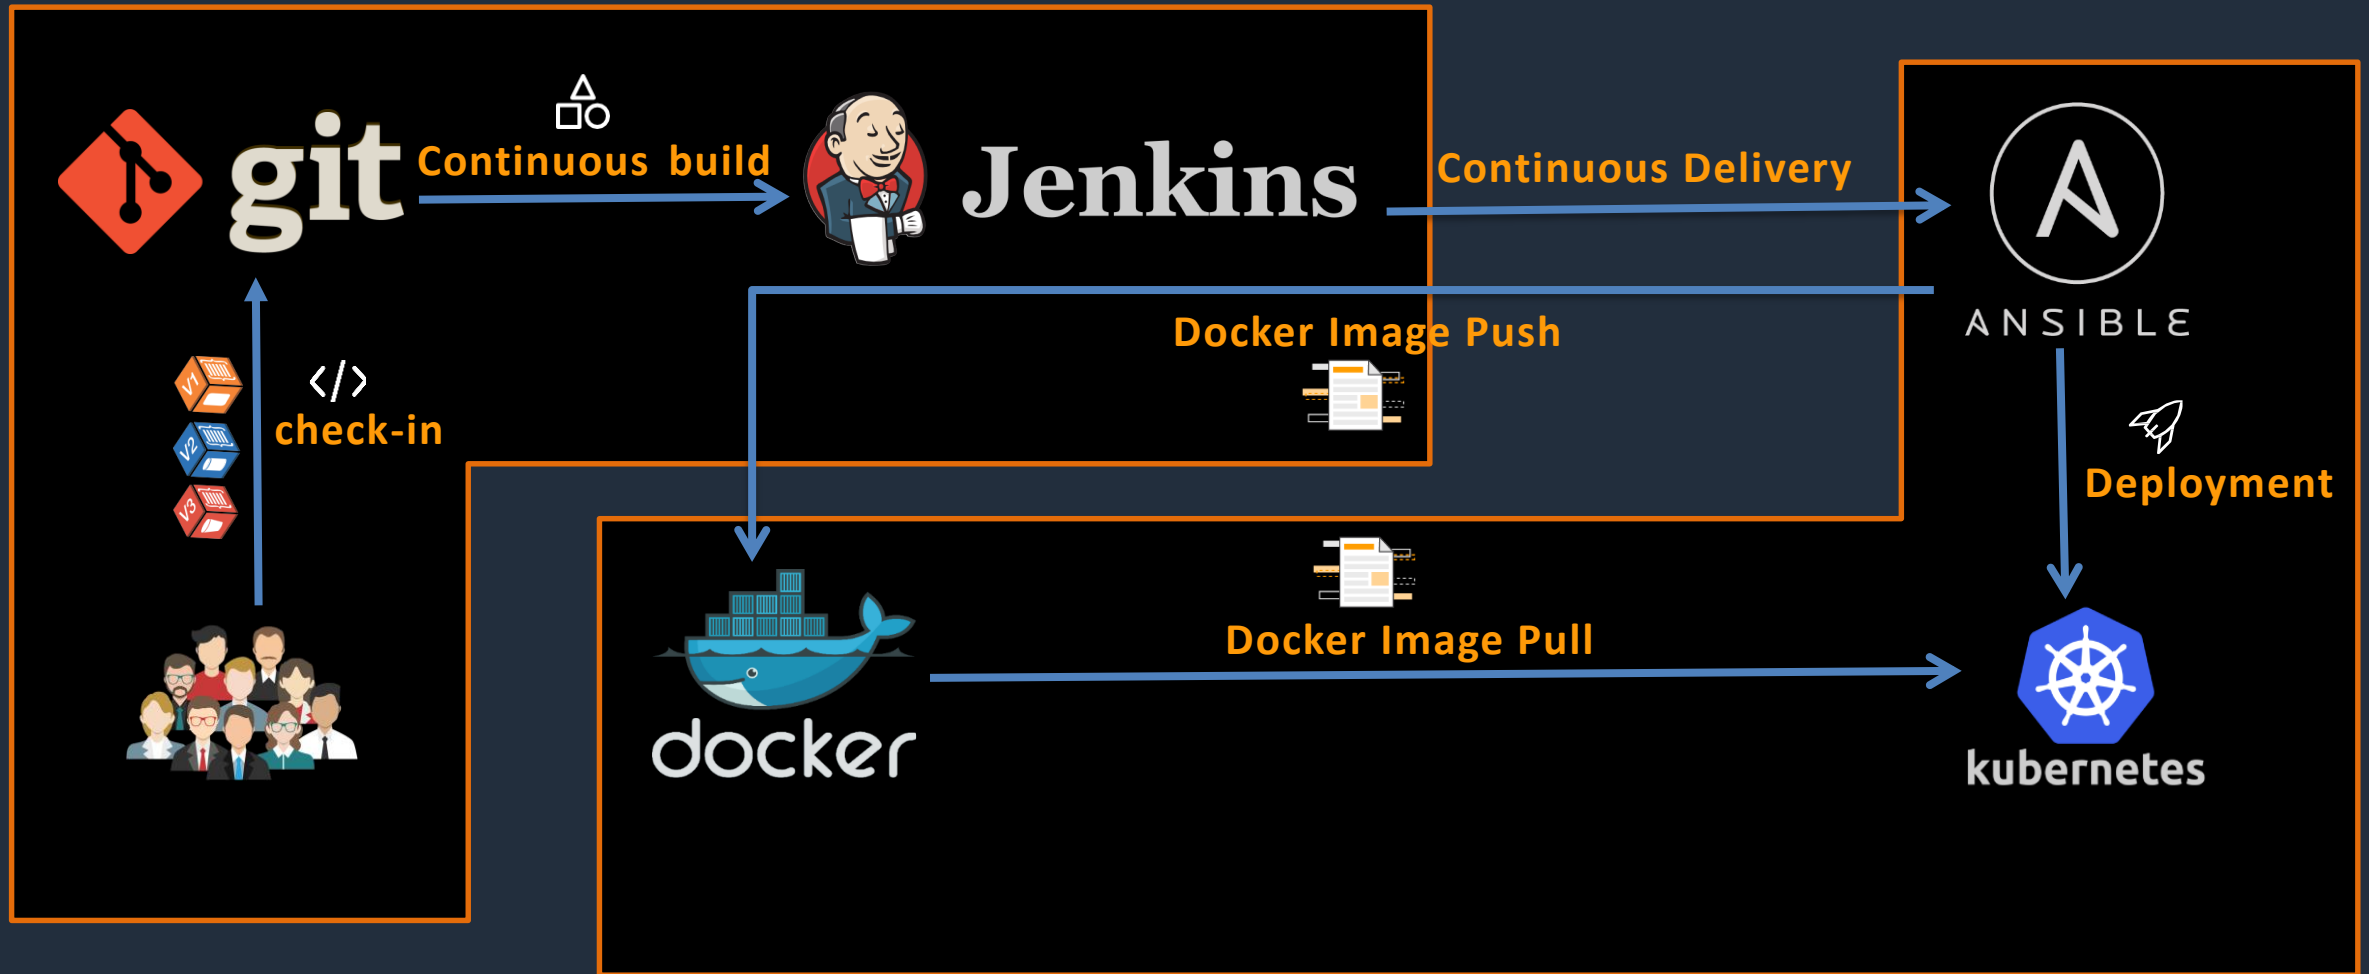 git
Continuous build
Jenkins
Continuous Delivery
ANSIBLE
Docker Image Push
</>
check-in
V1
V2
V3
Deployment
Docker Image Pull
docker
kubernetes